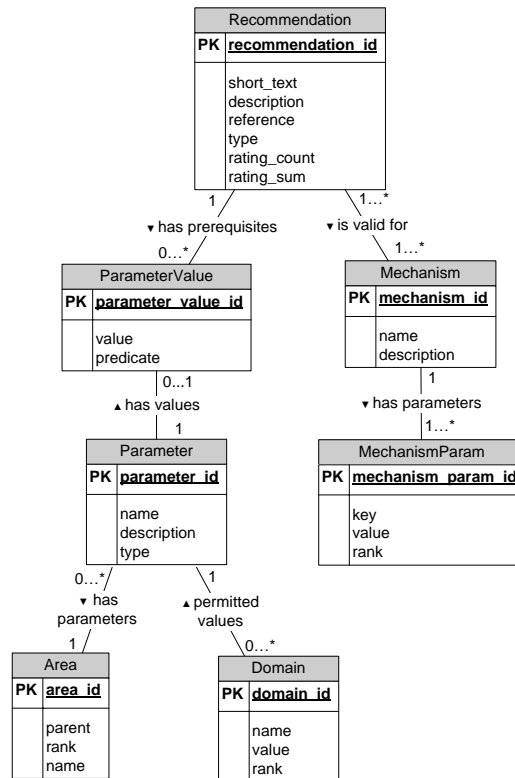 Recommendation
PK recommendation_id
short_text
description
reference
type
rating_count
rating_sum
1
1...*
▼ has prerequisites
▼ is valid for
0...*
1...*
ParameterValue
PK parameter_value_id
value
predicate
Mechanism
PK mechanism_id
name
description
0...1
▲ has values
1
1
▼ has parameters
1...*
Parameter
PK parameter_id
name
description
type
MechanismParam
PK mechanism_param_id
key
value
rank
0...*
▼ has
parameters
1
1
▲ permitted
values
0...*
Area
PK area_id
parent
rank
name
Domain
PK domain_id
name
value
rank